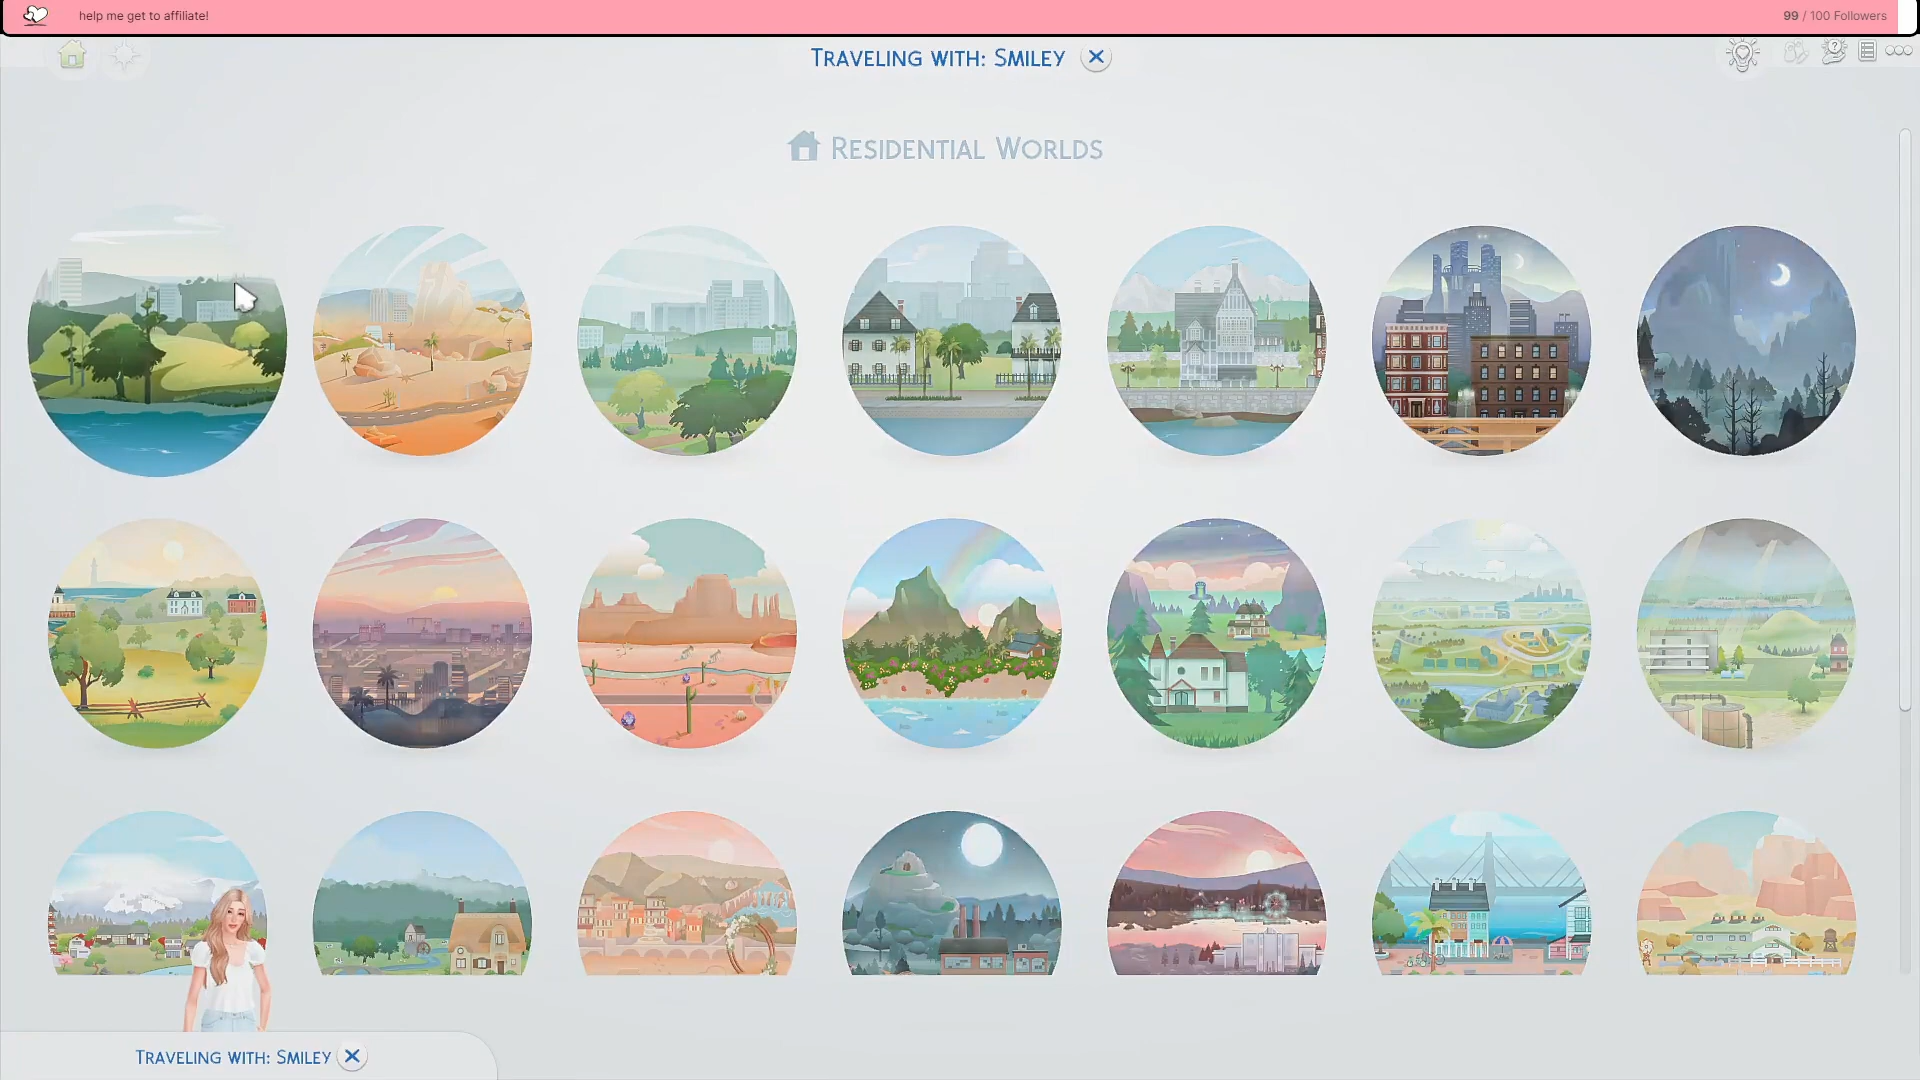 help me get to affiliate!
99 / 100 Followers
Traveling with: Smiley
Residential Worlds
Traveling with: Smiley